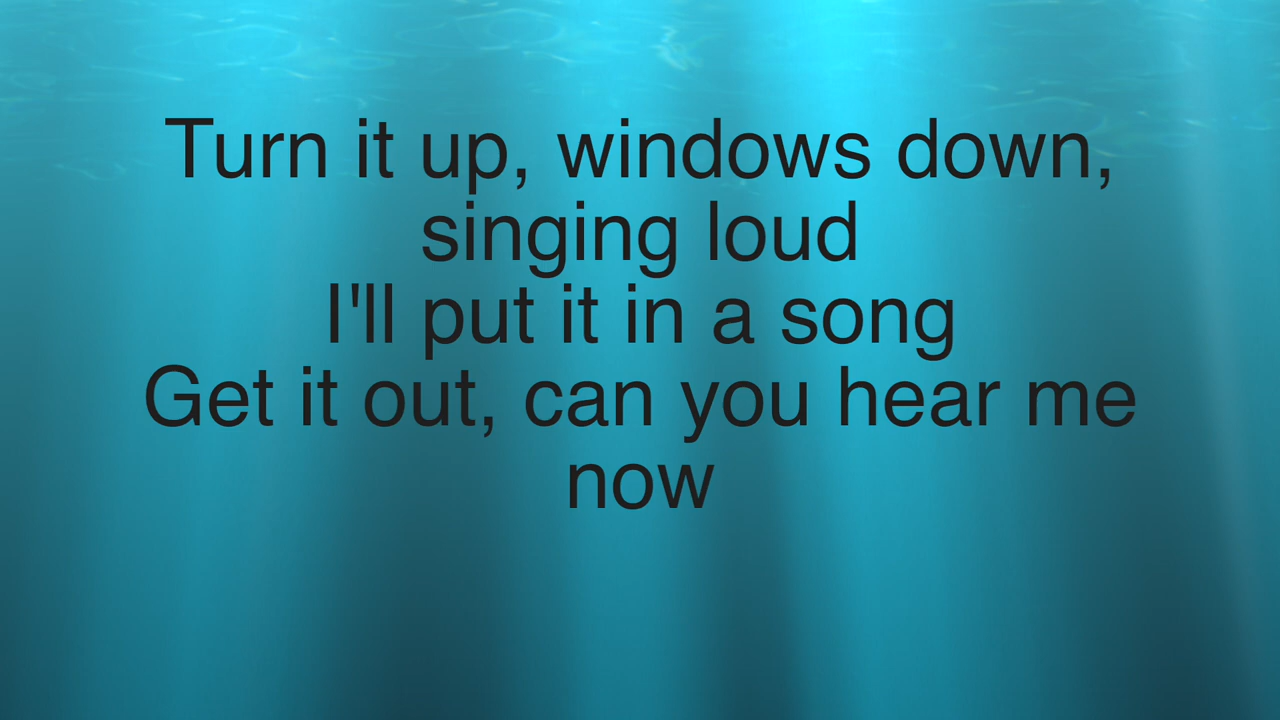 Turn it up, windows down,
singing loud
I'll put it in a song
Get it out, can you hear me
now